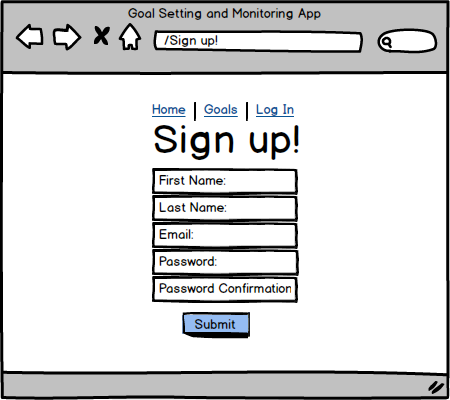 Goal Setting and Monitoring App
/Sign up!
Home | Goals | Log In
Sign up!
First Name:
Last Name:
Email:
Password:
Password Confirmation
Submit